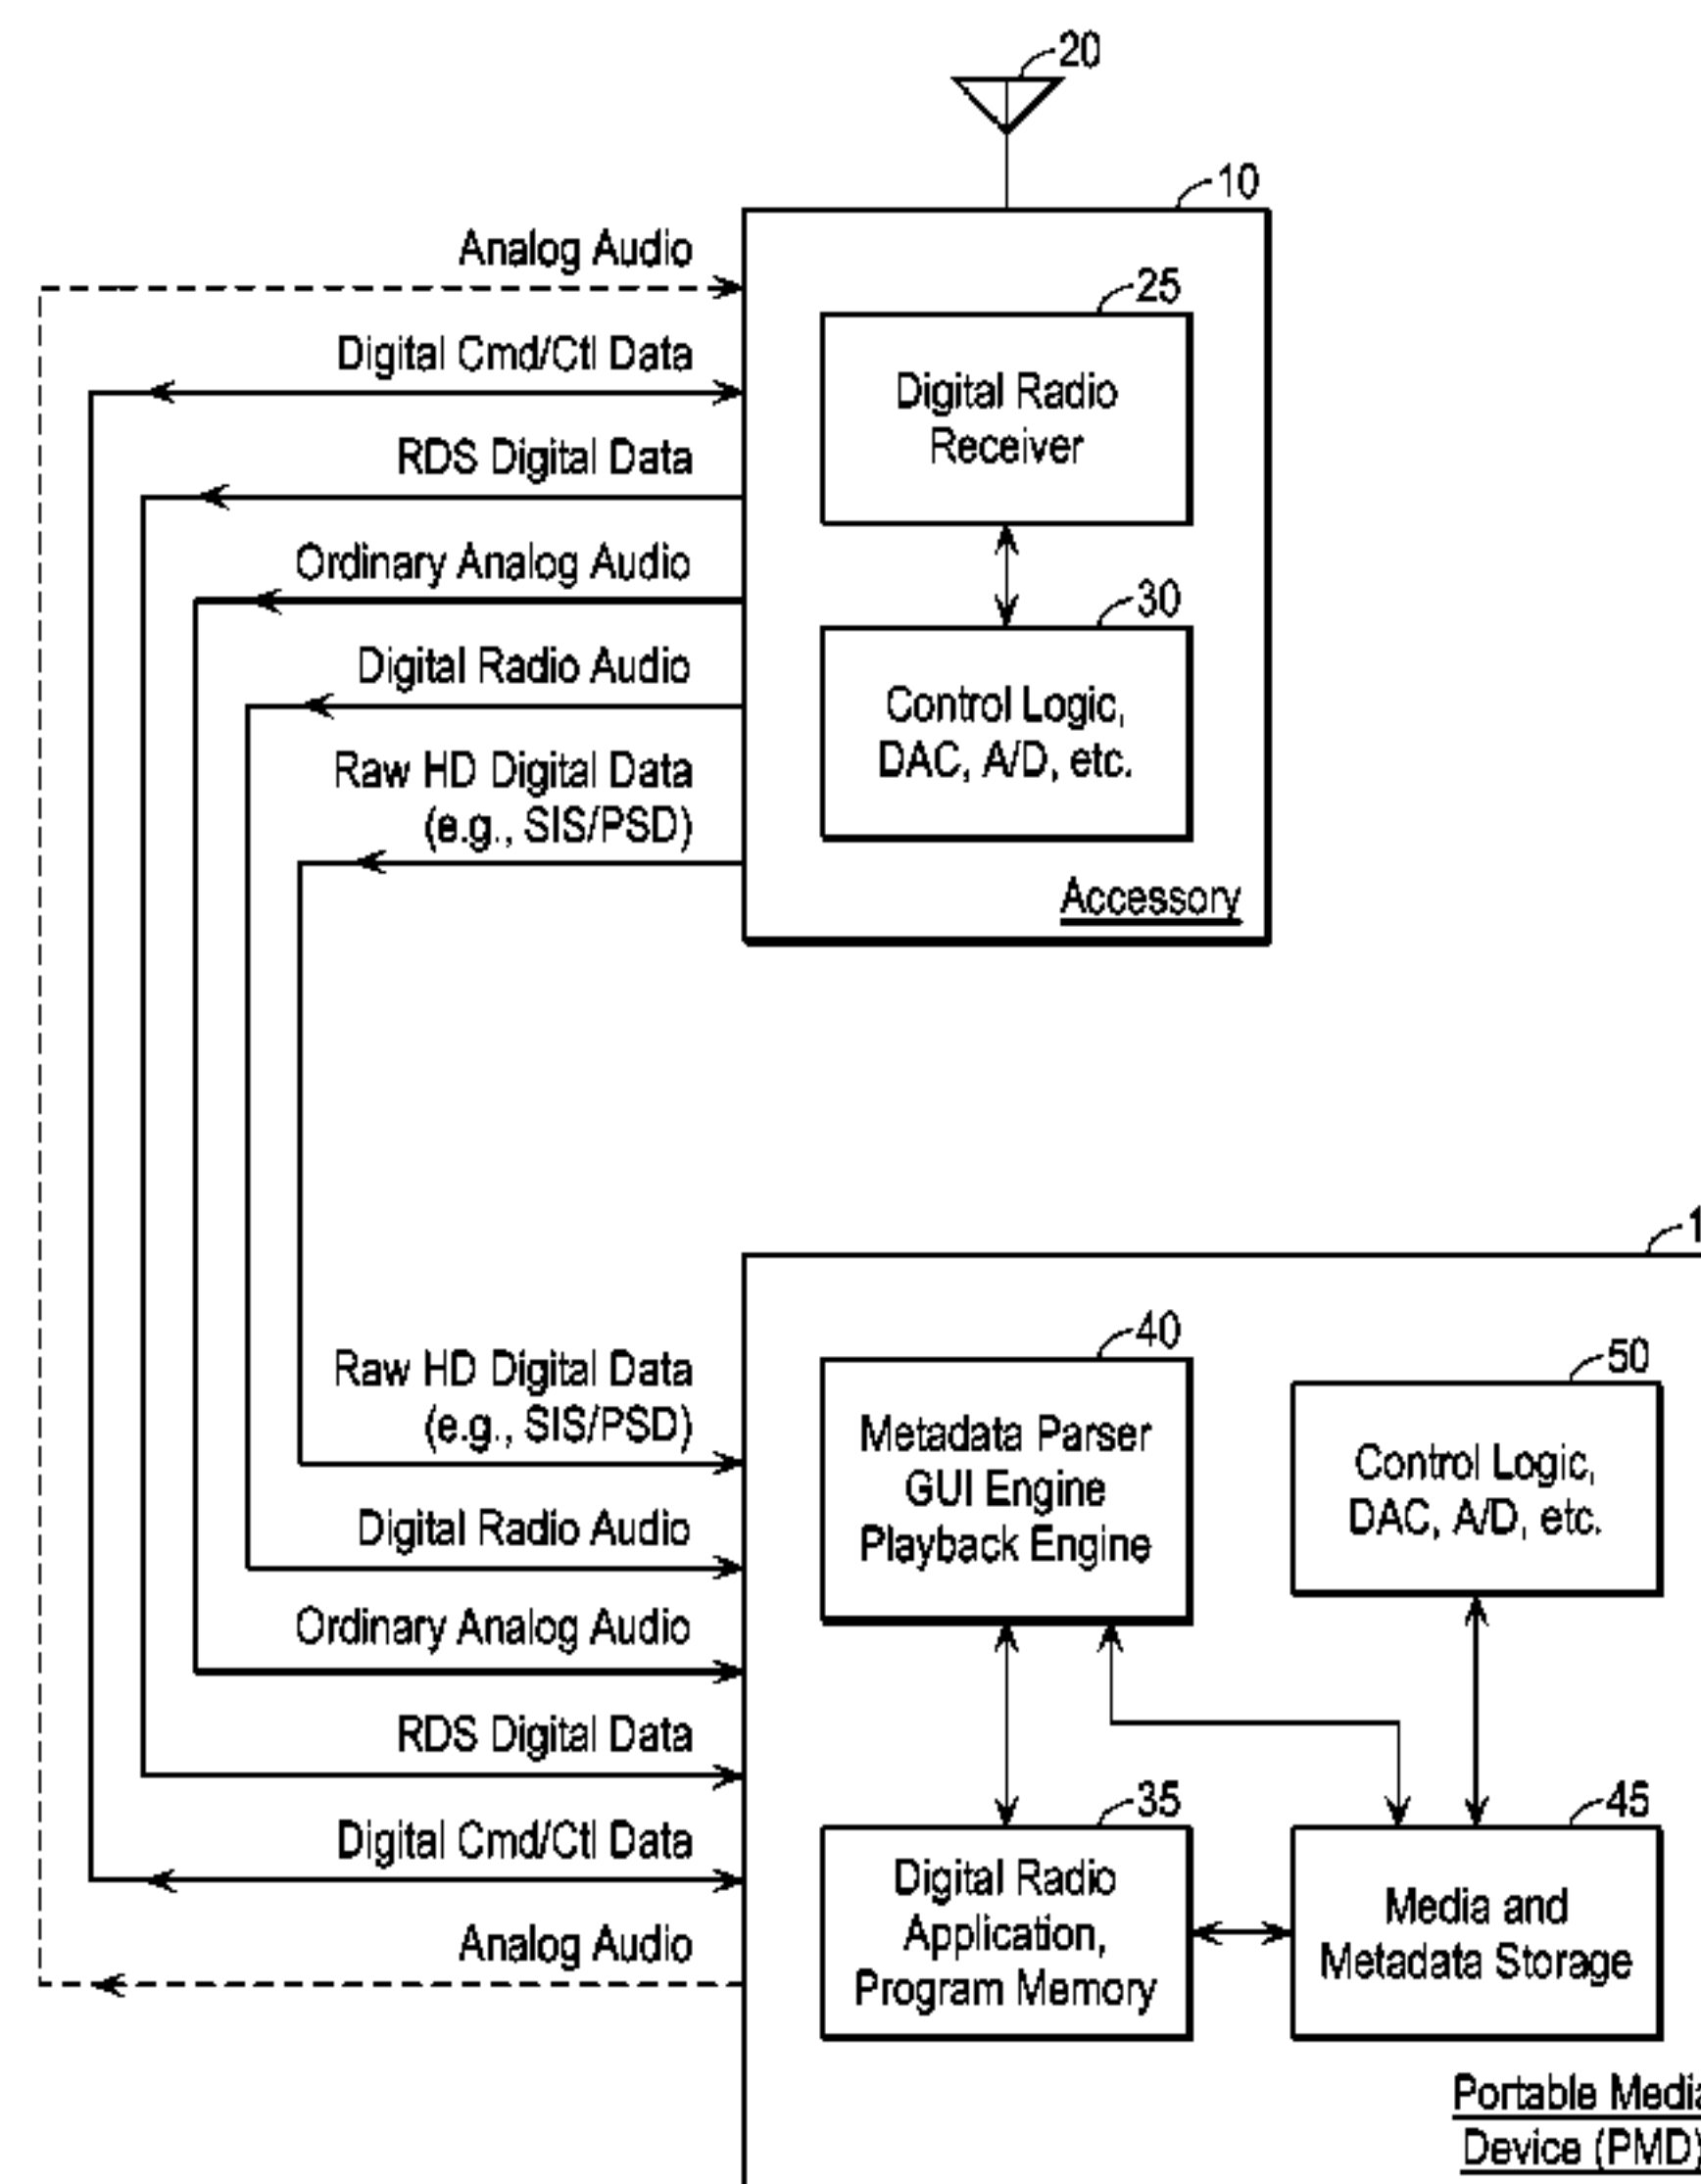 20
10
Analog Audio
25
Digital Cmd/Ctl Data
Digital Radio
Receiver
RDS Digital Data
Ordinary Analog Audio
30
Digital Radio Audio
Control Logic,
DAC, A/D, etc.
Raw HD Digital Data
(e.g., SIS/PSD)
Accessory
40
50
Raw HD Digital Data
(e.g., SIS/PSD)
Metadata Parser
GUI Engine
Playback Engine
Control Logic,
DAC, A/D, etc.
Digital Radio Audio
Ordinary Analog Audio
RDS Digital Data
35
45
Digital Cmd/Ctl Data
Digital Radio
Application,
Program Memory
Media and
Metadata Storage
Analog Audio
Portable Media
Device (PMD)